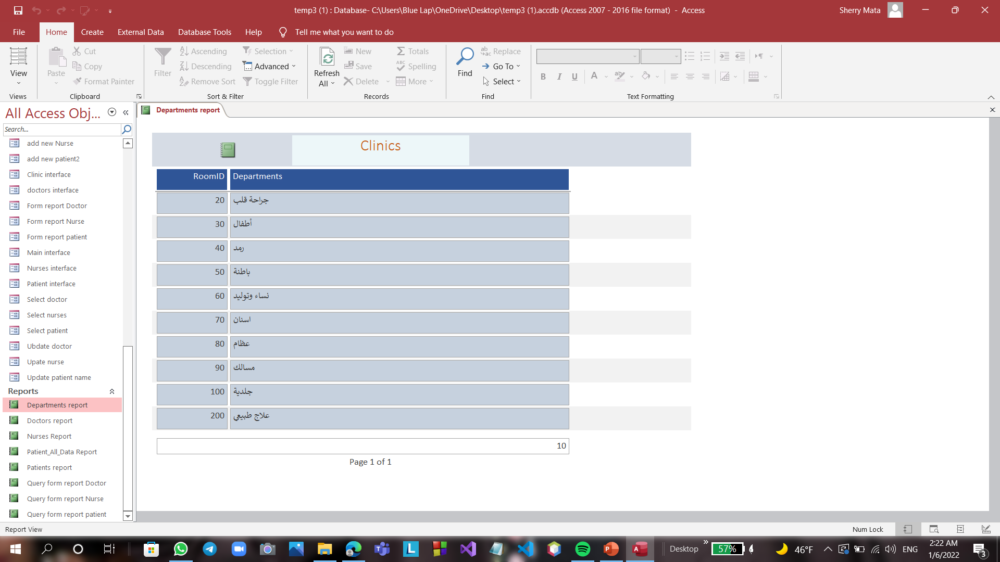 temp3 (1) : Database- C:\Users\Blue Lap\OneDrive\Desktop\temp3 (1).accdb (Access 2007 - 2016 file format) - Access
Sherry Mata
File
Home
Create
External Data
Database Tools
Help
Tell me what you want to do
View
Views
Paste
Cut
Copy
Format Painter
Clipboard
Filter
Ascending
Descending
Remove Sort
Selection
Advanced
Toggle Filter
Sort & Filter
Refresh
All
New
Save
Delete
Totals
Spelling
More
Records
Find
Replace
Go To
Select
Find
B I U A
Text Formatting
All Access Obj...
Search...
add new Nurse
add new patient2
Clinic interface
doctors interface
Form report Doctor
Form report Nurse
Form report patient
Main interface
Nurses interface
Patient interface
Select doctor
Select nurses
Select patient
Ubdate doctor
Upate nurse
Update patient name
Reports
Departments report
Doctors report
Nurses Report
Patient_All_Data Report
Patients report
Query form report Doctor
Query form report Nurse
Query form report patient
Departments report
Clinics
RoomID Departments
20 جراحة قلب
30 أطفال
40 رمد
50 باطنة
60 نساء وتوليد
70 اسنان
80 عظام
90 مسالك
100 جلدية
200 علاج طبيعي
10
Page 1 of 1
Report View
Num Lock
Desktop
57%
46°F
ENG
2:22 AM
1/6/2022
3